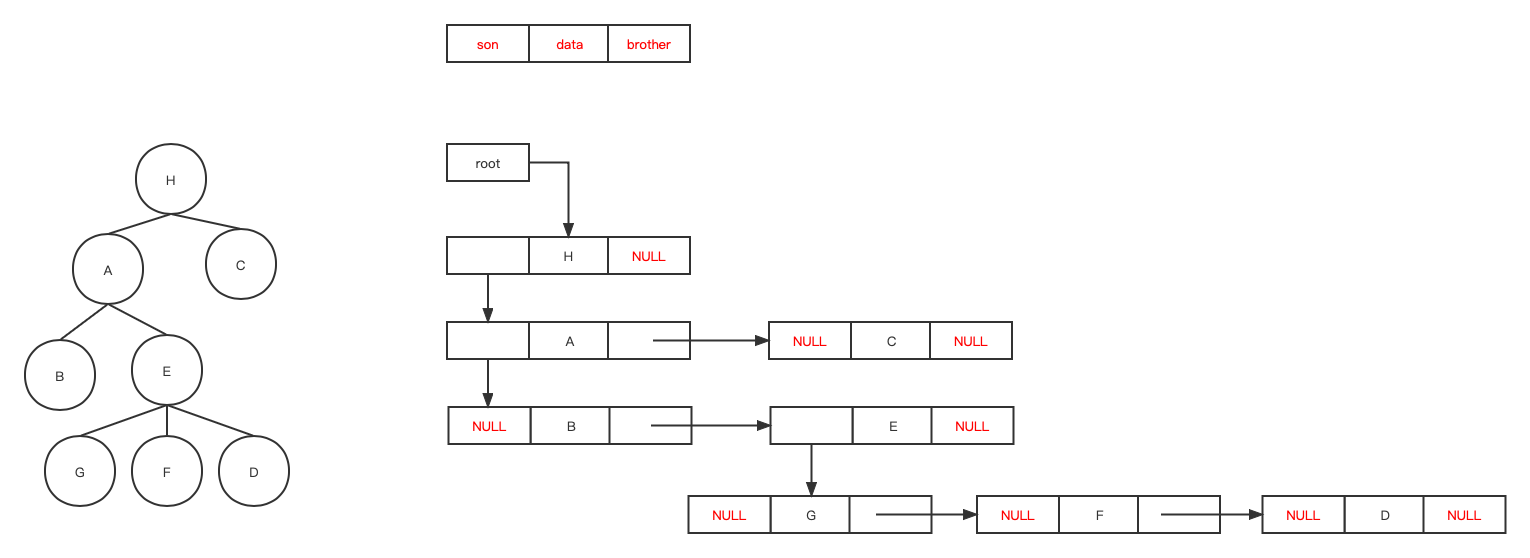 son data brother
root
H
H NULL
A
C
A
NULL C NULL
B
E
NULL B
E NULL
G
F
D
NULL G
NULL F
NULL D NULL